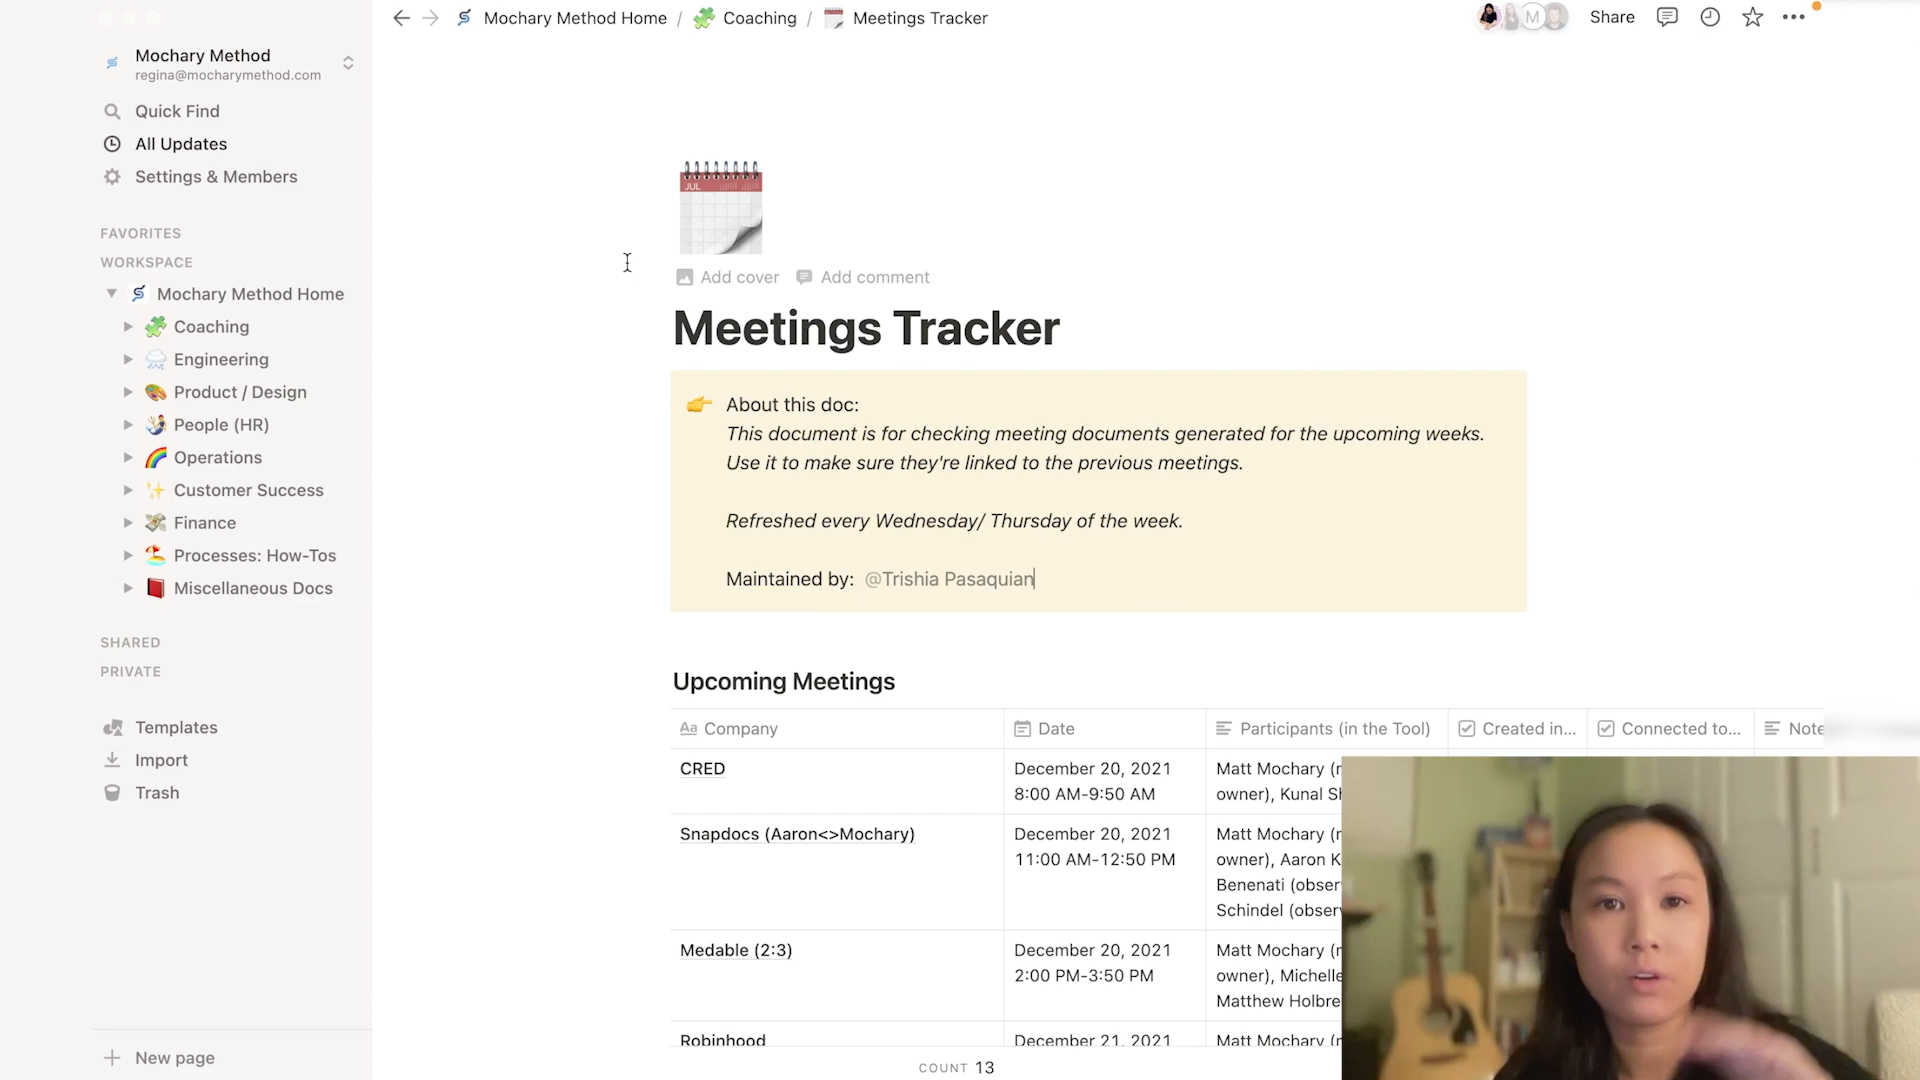 Mochary Method Home / Coaching / Meetings Tracker
M
Share
Mochary Method
regina@mocharymethod.com
Quick Find
All Updates
Settings & Members
FAVORITES
WORKSPACE
Mochary Method Home
Coaching
Engineering
Product / Design
People (HR)
Operations
Customer Success
Finance
Processes: How-Tos
Miscellaneous Docs
SHARED
PRIVATE
Templates
Import
Trash
New page
JUL
Add cover Add comment
Meetings Tracker
About this doc:
This document is for checking meeting documents generated for the upcoming weeks.
Use it to make sure they're linked to the previous meetings.
Refreshed every Wednesday/ Thursday of the week.
Maintained by: @Trishia Pasaquian
Upcoming Meetings
Aa Company Date Participants (in the Tool) Created in... Connected to... Note
CRED December 20, 2021 Matt Mochary (
8:00 AM-9:50 AM owner), Kunal
Snapdocs (Aaron<>Mochary) December 20, 2021 Matt Mochary (
11:00 AM-12:50 PM owner), Aaron K
Benenati (obser
Schindel (obser
Medable (2:3) December 20, 2021 Matt Mochary (
2:00 PM-3:50 PM owner), Michelle
Matthew Holbre
Robinhood December 21, 2021 Matt Mochary (
COUNT 13